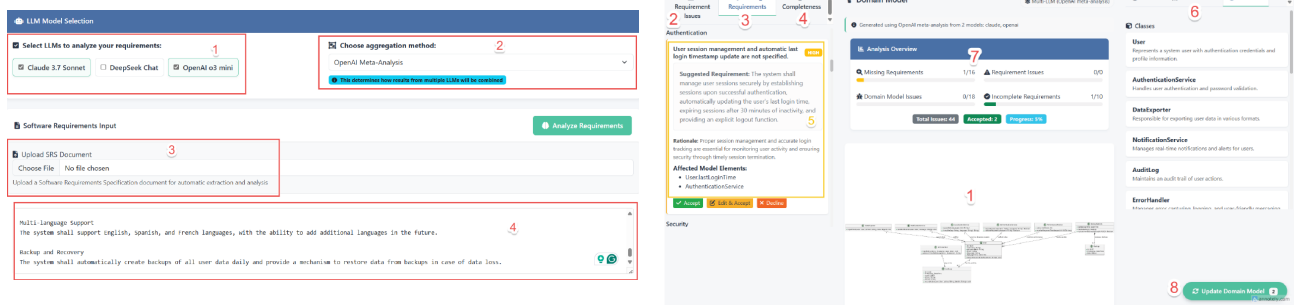 LLM Model Selection
Select LLMs to analyze your requirements:
1
Claude 3.7 Sonnet
DeepSeek Chat
OpenAI o3 mini
2
Choose aggregation method:
OpenAI Meta-Analysis
This determines how results from multiple LLMs will be combined
Software Requirements Input
Analyze Requirements
3
Upload SRS Document
Choose File No file chosen
Upload a Software Requirements Specification document for automatic extraction and analysis
4
Multi-language Support
The system shall support English, Spanish, and French languages, with the ability to add additional languages in the future.
Backup and Recovery
The system shall automatically create backups of all user data daily and provide a mechanism to restore data from backups in case of data loss.
Requirement
Issues
2
Requirements
3
Completeness
4
Authentication
User session management and automatic last
login timestamp update are not specified.
HIGH
Suggested Requirement: The system shall
manage user sessions securely by establishing
sessions upon successful authentication,
automatically updating the user's last login time,
expiring sessions after 30 minutes of inactivity, and
providing an explicit logout function.
5
Rationale: Proper session management and accurate login
tracking are essential for monitoring user activity and ensuring
security through timely session termination.
Affected Model Elements:
User.lastLoginTime
AuthenticationService
Accept
Edit & Accept
Decline
Security
Domain Model
Multi-LLM (OpenAI meta-analysis)
Generated using OpenAI meta-analysis from 2 models: claude, openai
Analysis Overview
7
Missing Requirements 1/16
Requirement Issues 0/0
Domain Model Issues 0/18
Incomplete Requirements 1/10
Total Issues: 44
Accepted: 2
Progress: 5%
1
6
Classes
User
Represents a system user with authentication credentials and
profile information.
AuthenticationService
Handles user authentication and password validation.
DataExporter
Responsible for exporting user data in various formats.
NotificationService
Manages real-time notifications and alerts for users.
AuditLog
Maintains an audit trail of user actions.
ErrorHandler
8
Update Domain Model 2